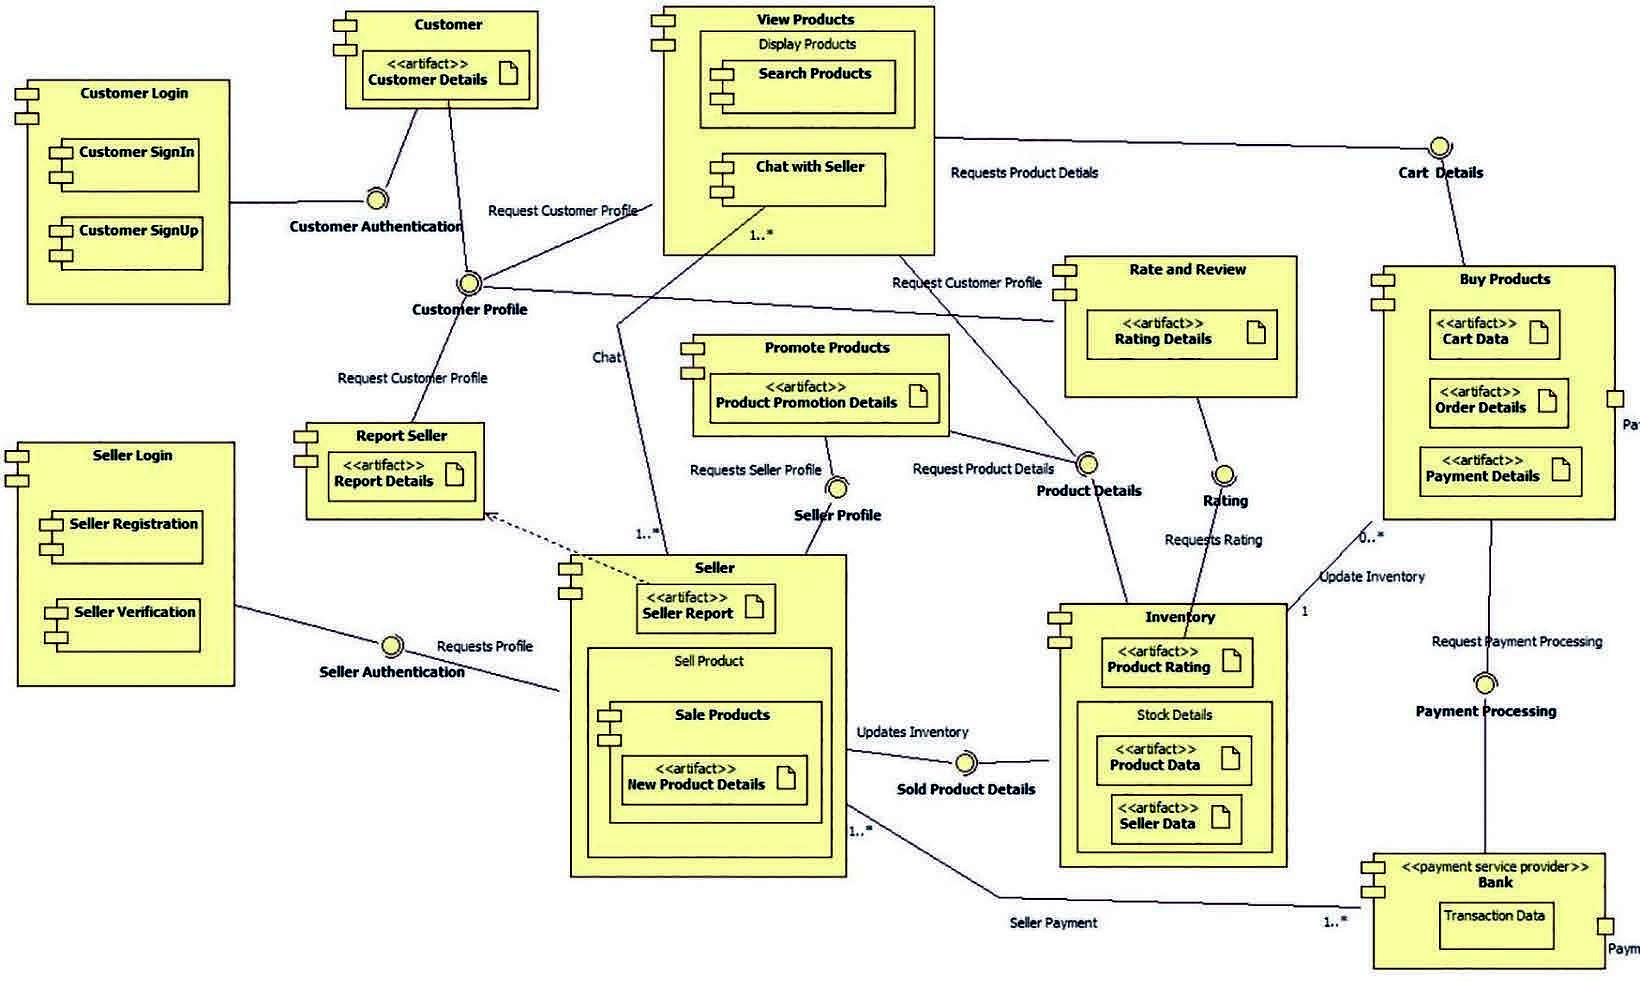 Customer
<<artifact>>
Customer Details
View Products
Display Products
Search Products
Chat with Seller
Customer Login
Customer SignIn
Customer SignUp
Customer Authentication
Request Customer Profile
1..*
Requests Product Detials
Cart Details
Customer Profile
Request Customer Profile
Rate and Review
<<artifact>>
Rating Details
Buy Products
<<artifact>>
Cart Data
<<artifact>>
Order Details
<<artifact>>
Payment Details
Pa
Chat
Request Customer Profile
Promote Products
<<artifact>>
Product Promotion Details
Report Seller
<<artifact>>
Report Details
Requests Seller Profile
Seller Profile
Request Product Details
Product Details
Rating
Requests Rating
Seller Login
Seller Registration
Seller Verification
Seller Authentication
Requests Profile
1..*
Seller
<<artifact>>
Seller Report
Sell Product
Sale Products
<<artifact>>
New Product Details
0..*
Update Inventory
1
Inventory
<<artifact>>
Product Rating
Stock Details
<<artifact>>
Product Data
<<artifact>>
Seller Data
Updates Inventory
Sold Product Details
Request Payment Processing
Payment Processing
1..*
Seller Payment
1..*
<<payment service provider>>
Bank
Transaction Data
Paym